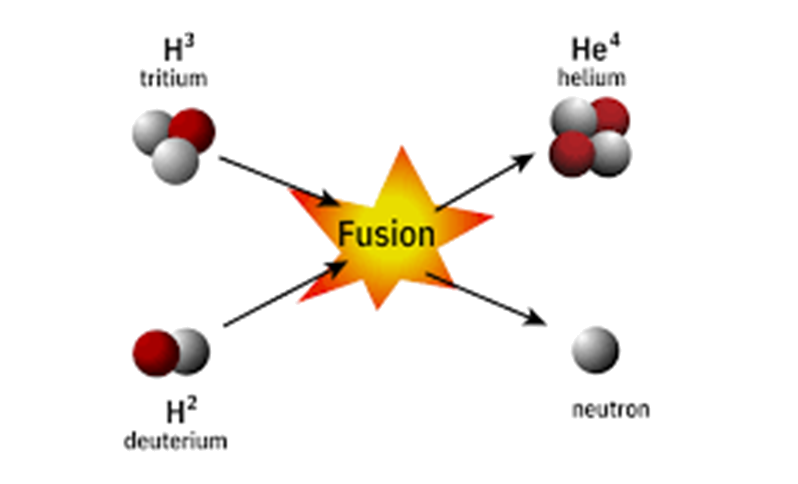 H³
tritium
He⁴
helium
Fusion
H²
deuterium
neutron